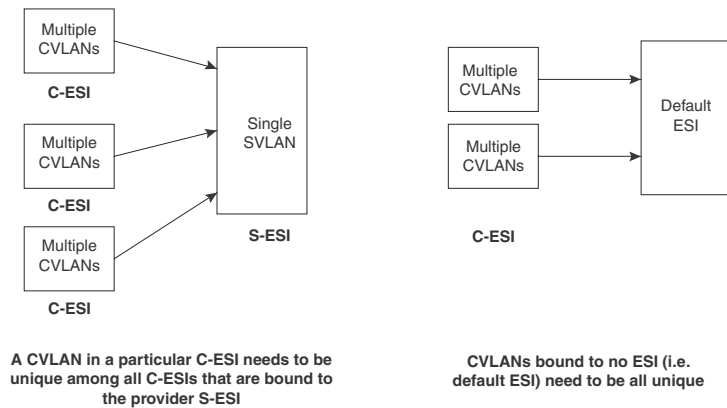 Multiple
CVLANs
C-ESI
Multiple
CVLANs
C-ESI
Multiple
CVLANs
C-ESI
Single
SVLAN
S-ESI
A CVLAN in a particular C-ESI needs to be
unique among all C-ESIs that are bound to
the provider S-ESI
Multiple
CVLANs
Multiple
CVLANs
C-ESI
Default
ESI
CVLANs bound to no ESI (i.e.
default ESI) need to be all unique